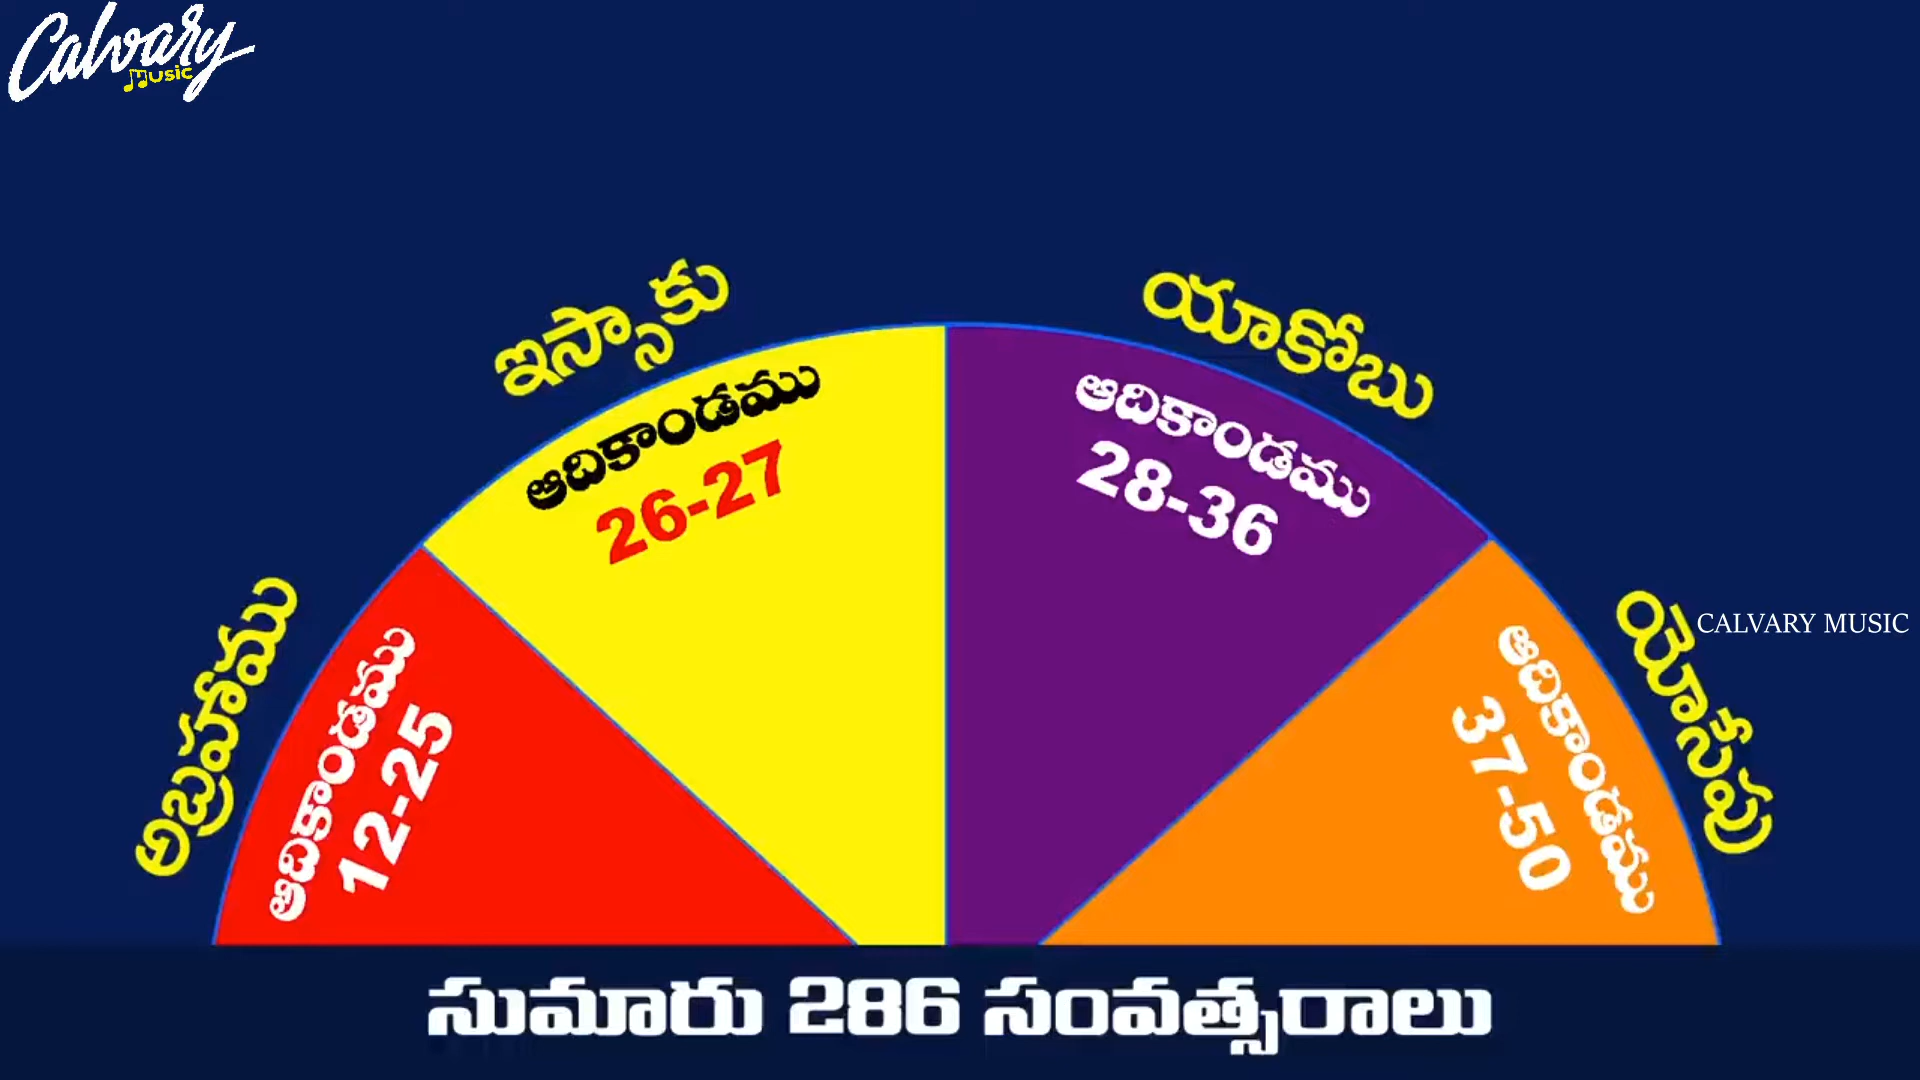 Calvary
Music
అబ్రహాము
ఆదికాండము
12-25
ఇస్సాకు
ఆదికాండము
26-27
యాకోబు
ఆదికాండము
28-36
యోసేపు
ఆదికాండము
37-50
CALVARY MUSIC
సుమారు 286 సంవత్సరాలు